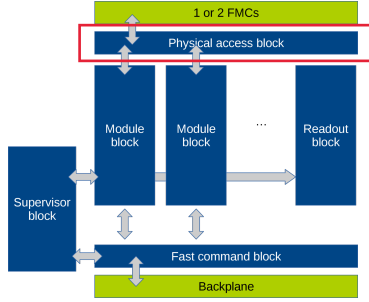 1 or 2 FMCs
Physical access block
Module
block
Module
block
...
Readout
block
Supervisor
block
Fast command block
Backplane